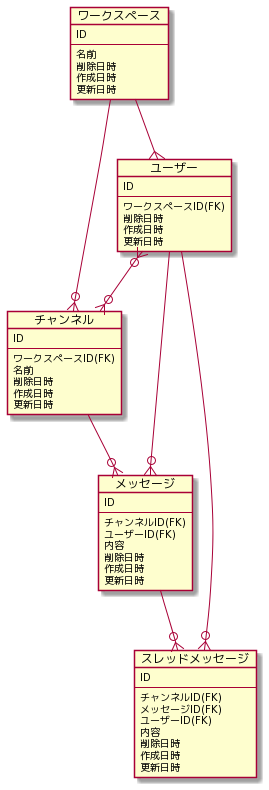 ワークスペース
ID
名前
削除日時
作成日時
更新日時
ユーザー
ID
ワークスペースID(FK)
削除日時
作成日時
更新日時
チャンネル
ID
ワークスペースID(FK)
名前
削除日時
作成日時
更新日時
メッセージ
ID
チャンネルID(FK)
ユーザーID(FK)
内容
削除日時
作成日時
更新日時
スレッドメッセージ
ID
チャンネルID(FK)
メッセージID(FK)
ユーザーID(FK)
内容
削除日時
作成日時
更新日時